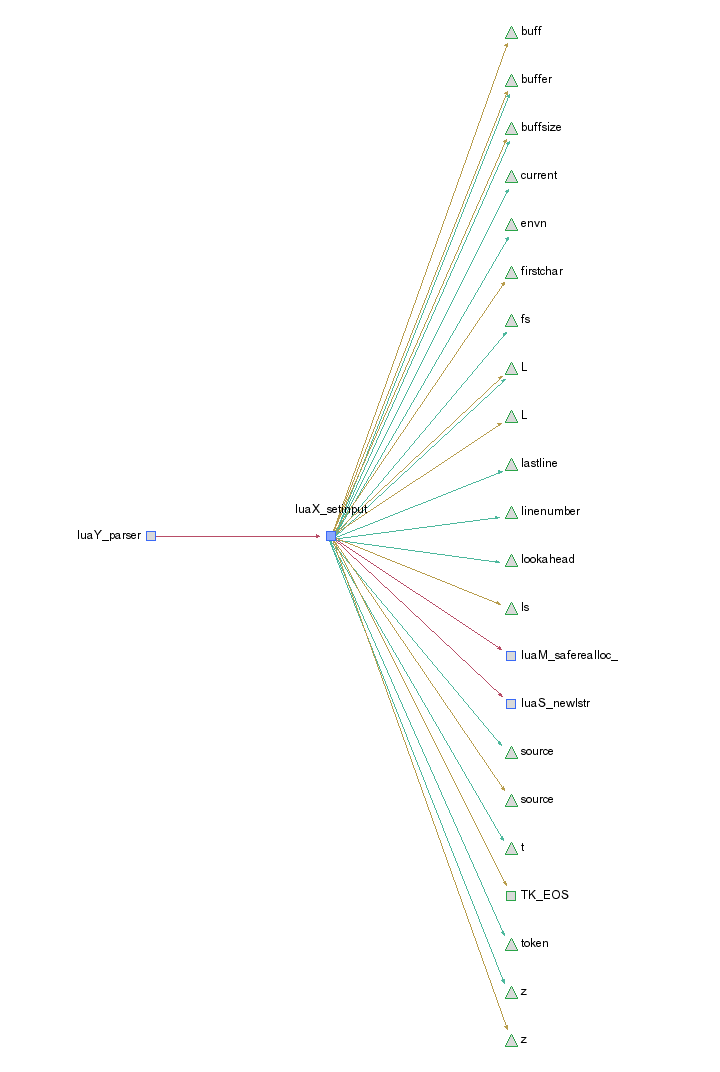 buff
buffer
buffsize
current
envn
firstchar
fs
L
L
lastline
luaX_setinput
linenumber
luaY_parser
lookahead
ls
luaM_saferealloc_
luaS_newlstr
source
source
t
TK_EOS
token
z
z